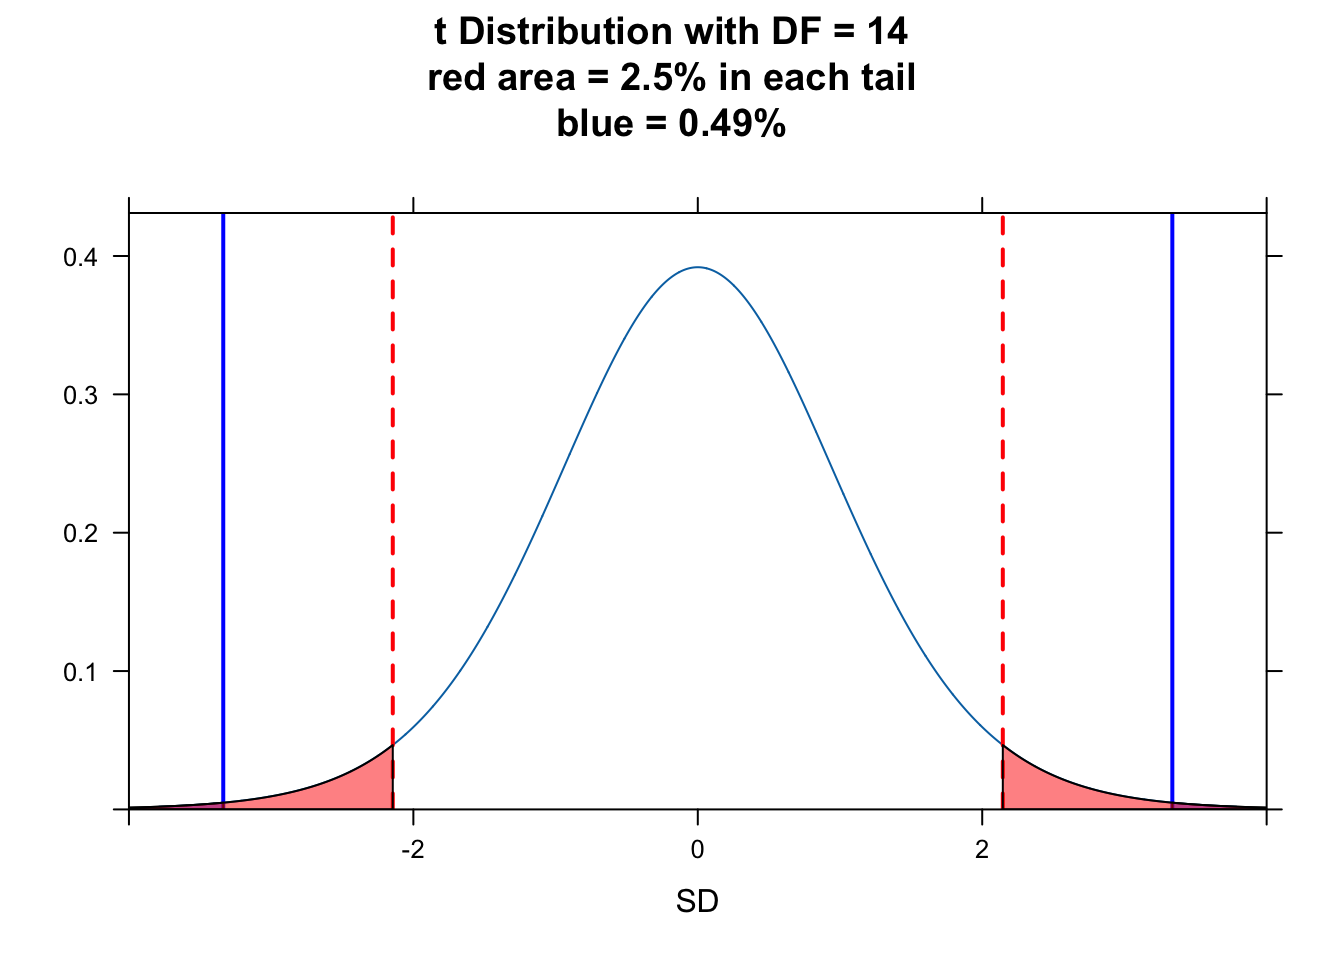 t Distribution with DF = 14
red area = 2.5% in each tail
blue = 0.49%
0.4
0.3
0.2
0.1
-2 0 2
SD